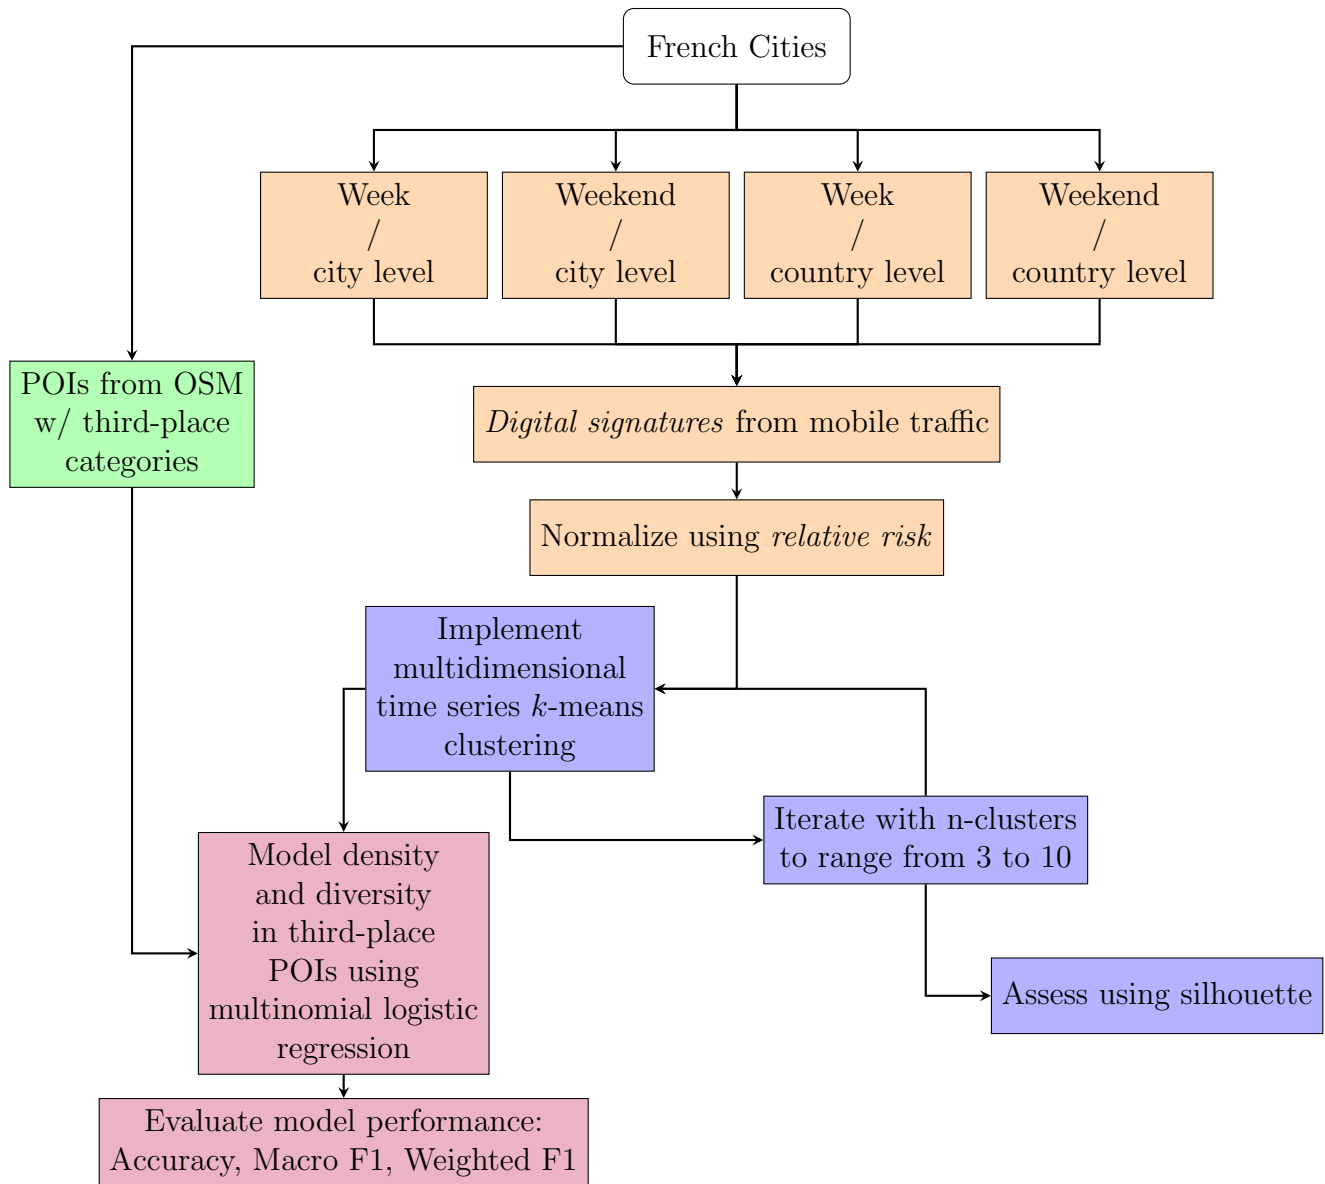 French Cities
Week
/
city level
Weekend
/
city level
Week
/
country level
Weekend
/
country level
POIs from OSM
w/ third-place
categories
Digital signatures from mobile traffic
Normalize using relative risk
Implement
multidimensional
time series k-means
clustering
Iterate with n-clusters
to range from 3 to 10
Model density
and diversity
in third-place
POIs using
multinomial logistic
regression
Assess using silhouette
Evaluate model performance:
Accuracy, Macro F1, Weighted F1